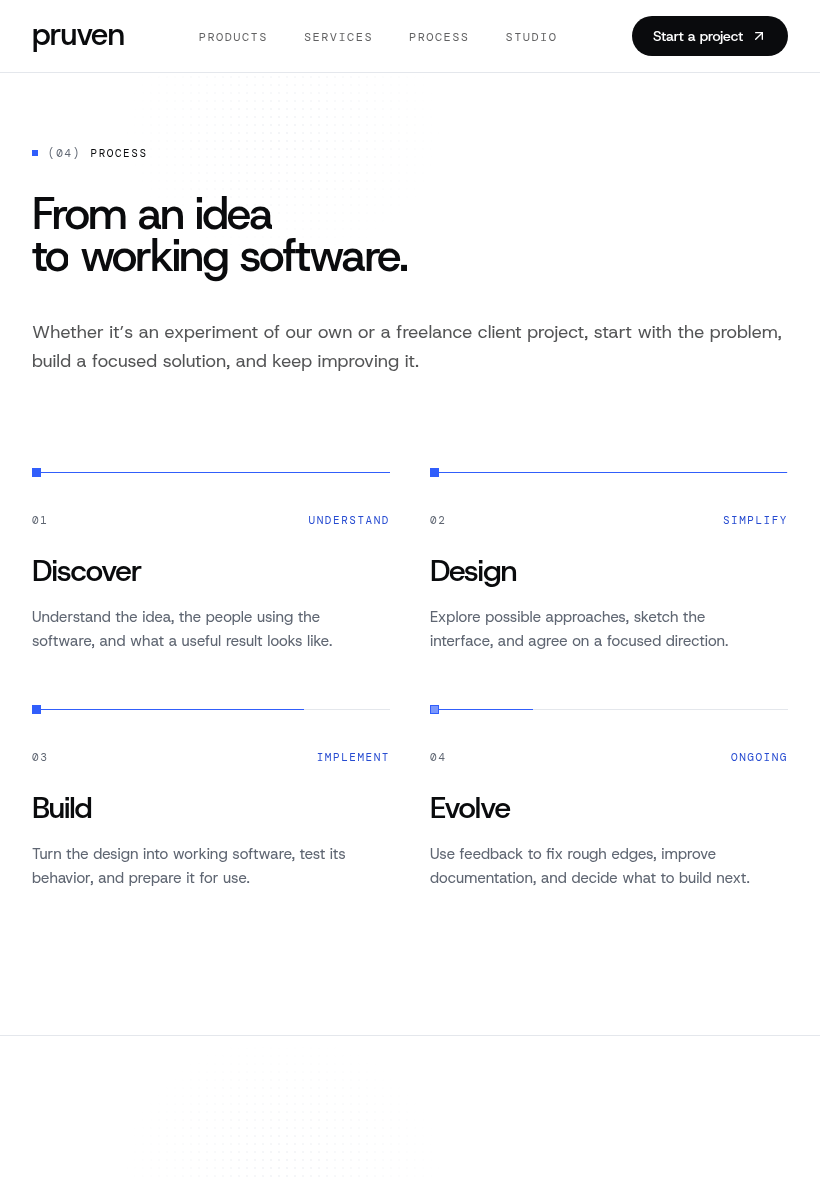 pruven
PRODUCTS
SERVICES
PROCESS
STUDIO
Start a project
(04) PROCESS
From an idea
to working software.
Whether it’s an experiment of our own or a freelance client project, start with the problem,
build a focused solution, and keep improving it.
01
UNDERSTAND
Discover
Understand the idea, the people using the
software, and what a useful result looks like.
02
SIMPLIFY
Design
Explore possible approaches, sketch the
interface, and agree on a focused direction.
03
IMPLEMENT
Build
Turn the design into working software, test its
behavior, and prepare it for use.
04
ONGOING
Evolve
Use feedback to fix rough edges, improve
documentation, and decide what to build next.